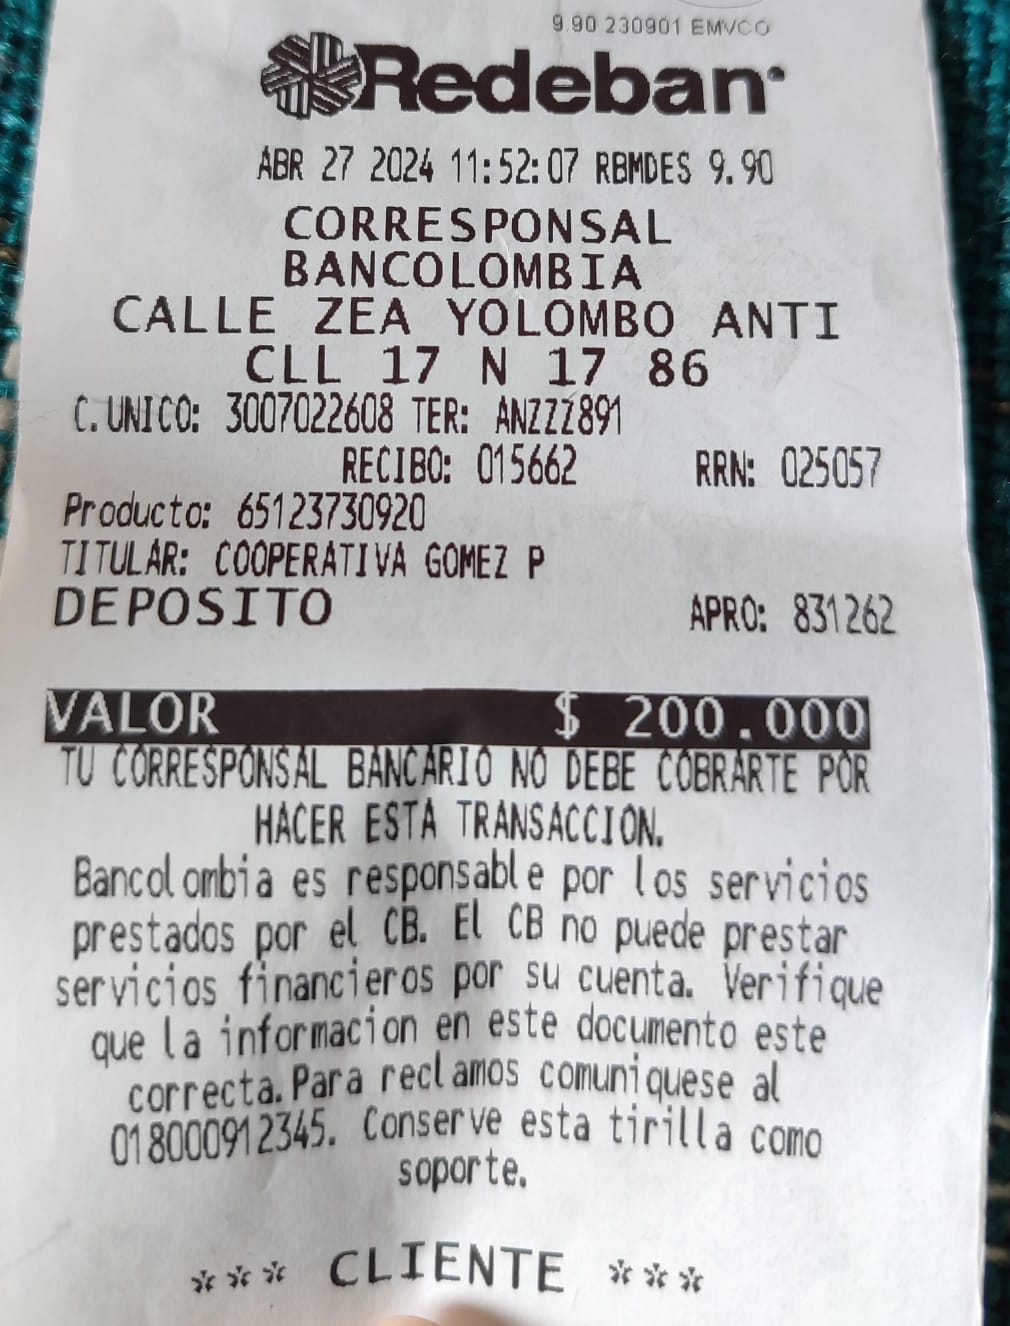 9.90 230901 EMVCO
Redeban
ABR 27 2024 11:52:07 RBMDES 9.90
CORRESPONSAL
BANCOLOMBIA
CALLE ZEA YOLOMBO ANTI
CLL 17 N 17 86
C.UNICO: 3007022608 TER: ANZZZ891
RECIBO: 015662 RRN: 025057
Producto: 65123730920
TITULAR: COOPERATIVA GOMEZ P
DEPOSITO APRO: 831262
VALOR $ 200.000
TU CORRESPONSAL BANCARIO NO DEBE COBRARTE POR
HACER ESTA TRANSACCION.
Bancolombia es responsable por los servicios
prestados por el CB. El CB no puede prestar
servicios financieros por su cuenta. Verifique
que la informacion en este documento este
correcta.Para reclamos comuniquese al
018000912345. Conserve esta tirilla como
soporte.
*** CLIENTE ***